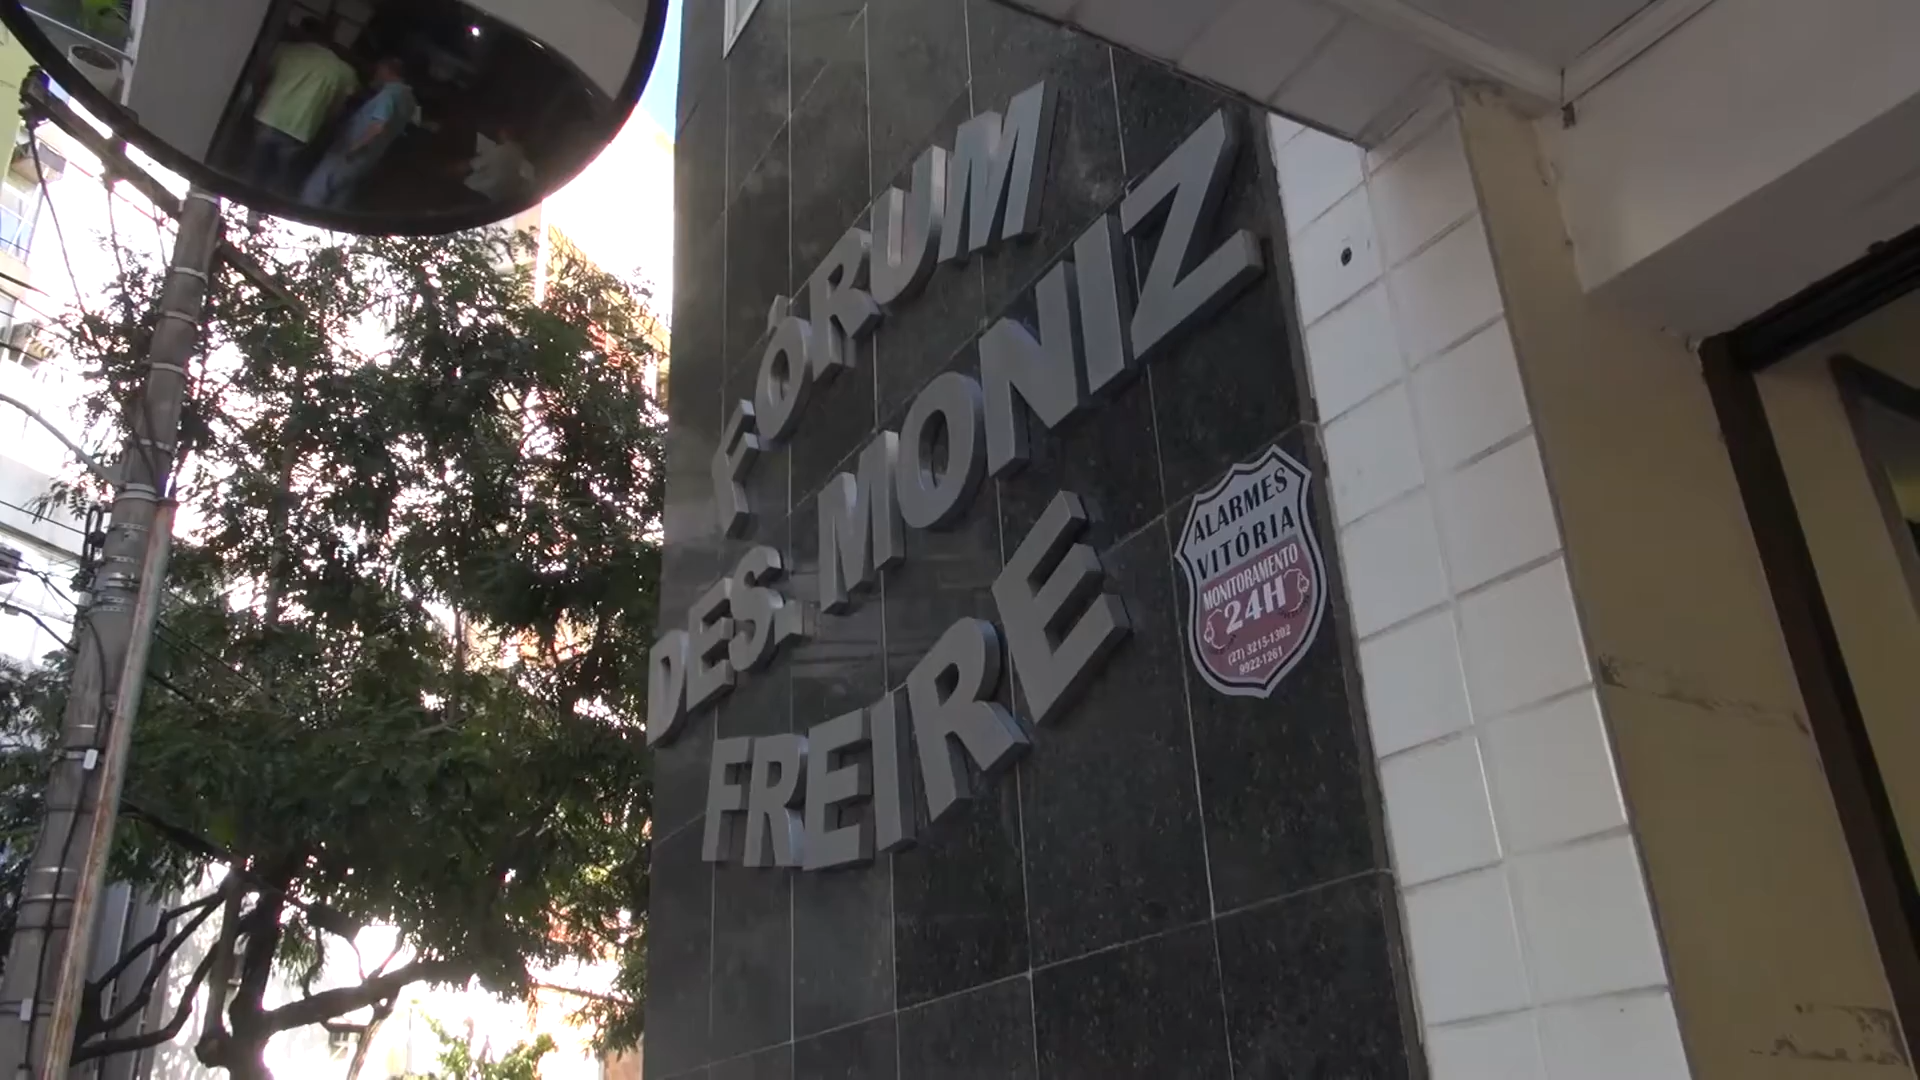 FÓRUM
DES. MONIZ
FREIRE
ALARMES
VITÓRIA
MONITORAMENTO
24H
(27) 3215-1302
9922-1261